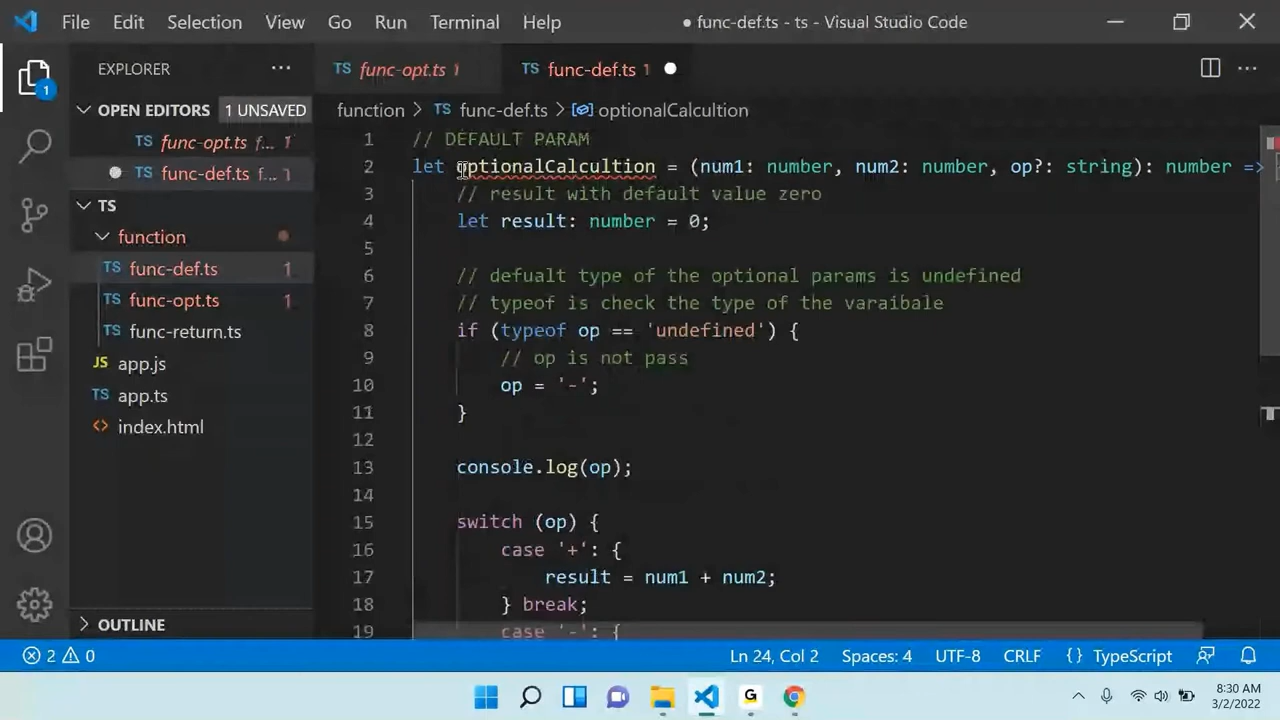 File Edit Selection View Go Run Terminal Help ● func-def.ts - ts - Visual Studio Code
EXPLORER ···
TS func-opt.ts 1 TS func-def.ts 1
1
OPEN EDITORS 1 UNSAVED
function > TS func-def.ts > optionalCalcultion
TS func-opt.ts f... 1
TS func-def.ts f... 1
TS
function
TS func-def.ts 1
TS func-opt.ts 1
TS func-return.ts
JS app.js
TS app.ts
<> index.html
OUTLINE
1 // DEFAULT PARAM
2 let optionalCalcultion = (num1: number, num2: number, op?: string): number =>
3 // result with default value zero
4 let result: number = 0;
5
6 // defualt type of the optional params is undefined
7 // typeof is check the type of the varaibale
8 if (typeof op == 'undefined') {
9 // op is not pass
10 op = '-';
11 }
12
13 console.log(op);
14
15 switch (op) {
16 case '+': {
17 result = num1 + num2;
18 } break;
19 case '-': {
2 0 Ln 24, Col 2 Spaces: 4 UTF-8 CRLF {} TypeScript
G 8:30 AM
3/2/2022